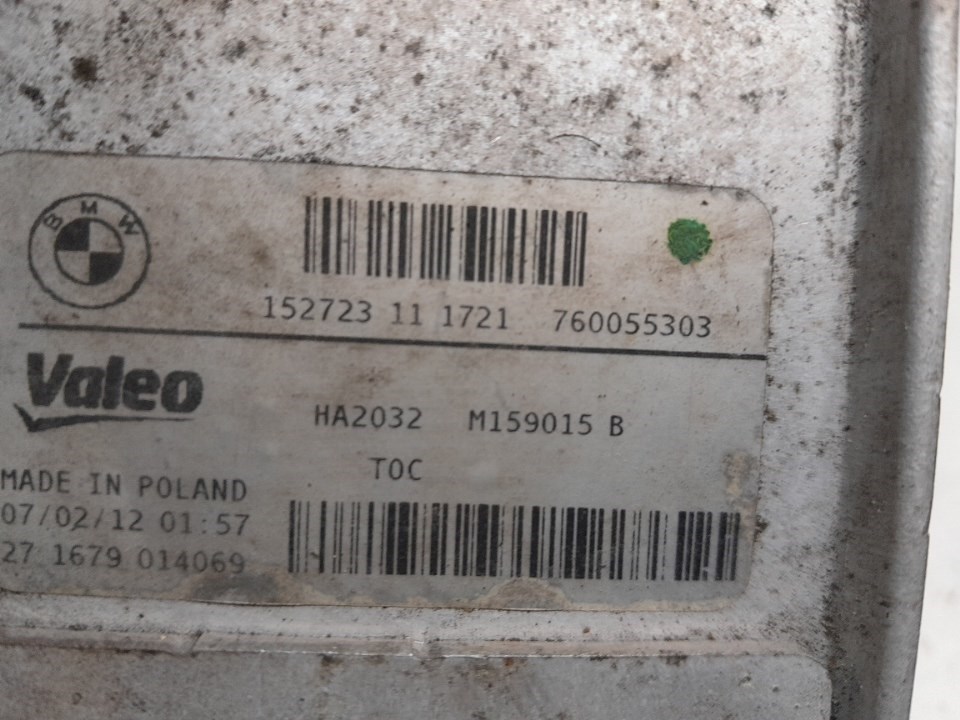 BMW
152723 11 1721 760055303
Valeo
HA2032 M159015 B
TOC
MADE IN POLAND
07/02/12 01:57
27 1679 014069